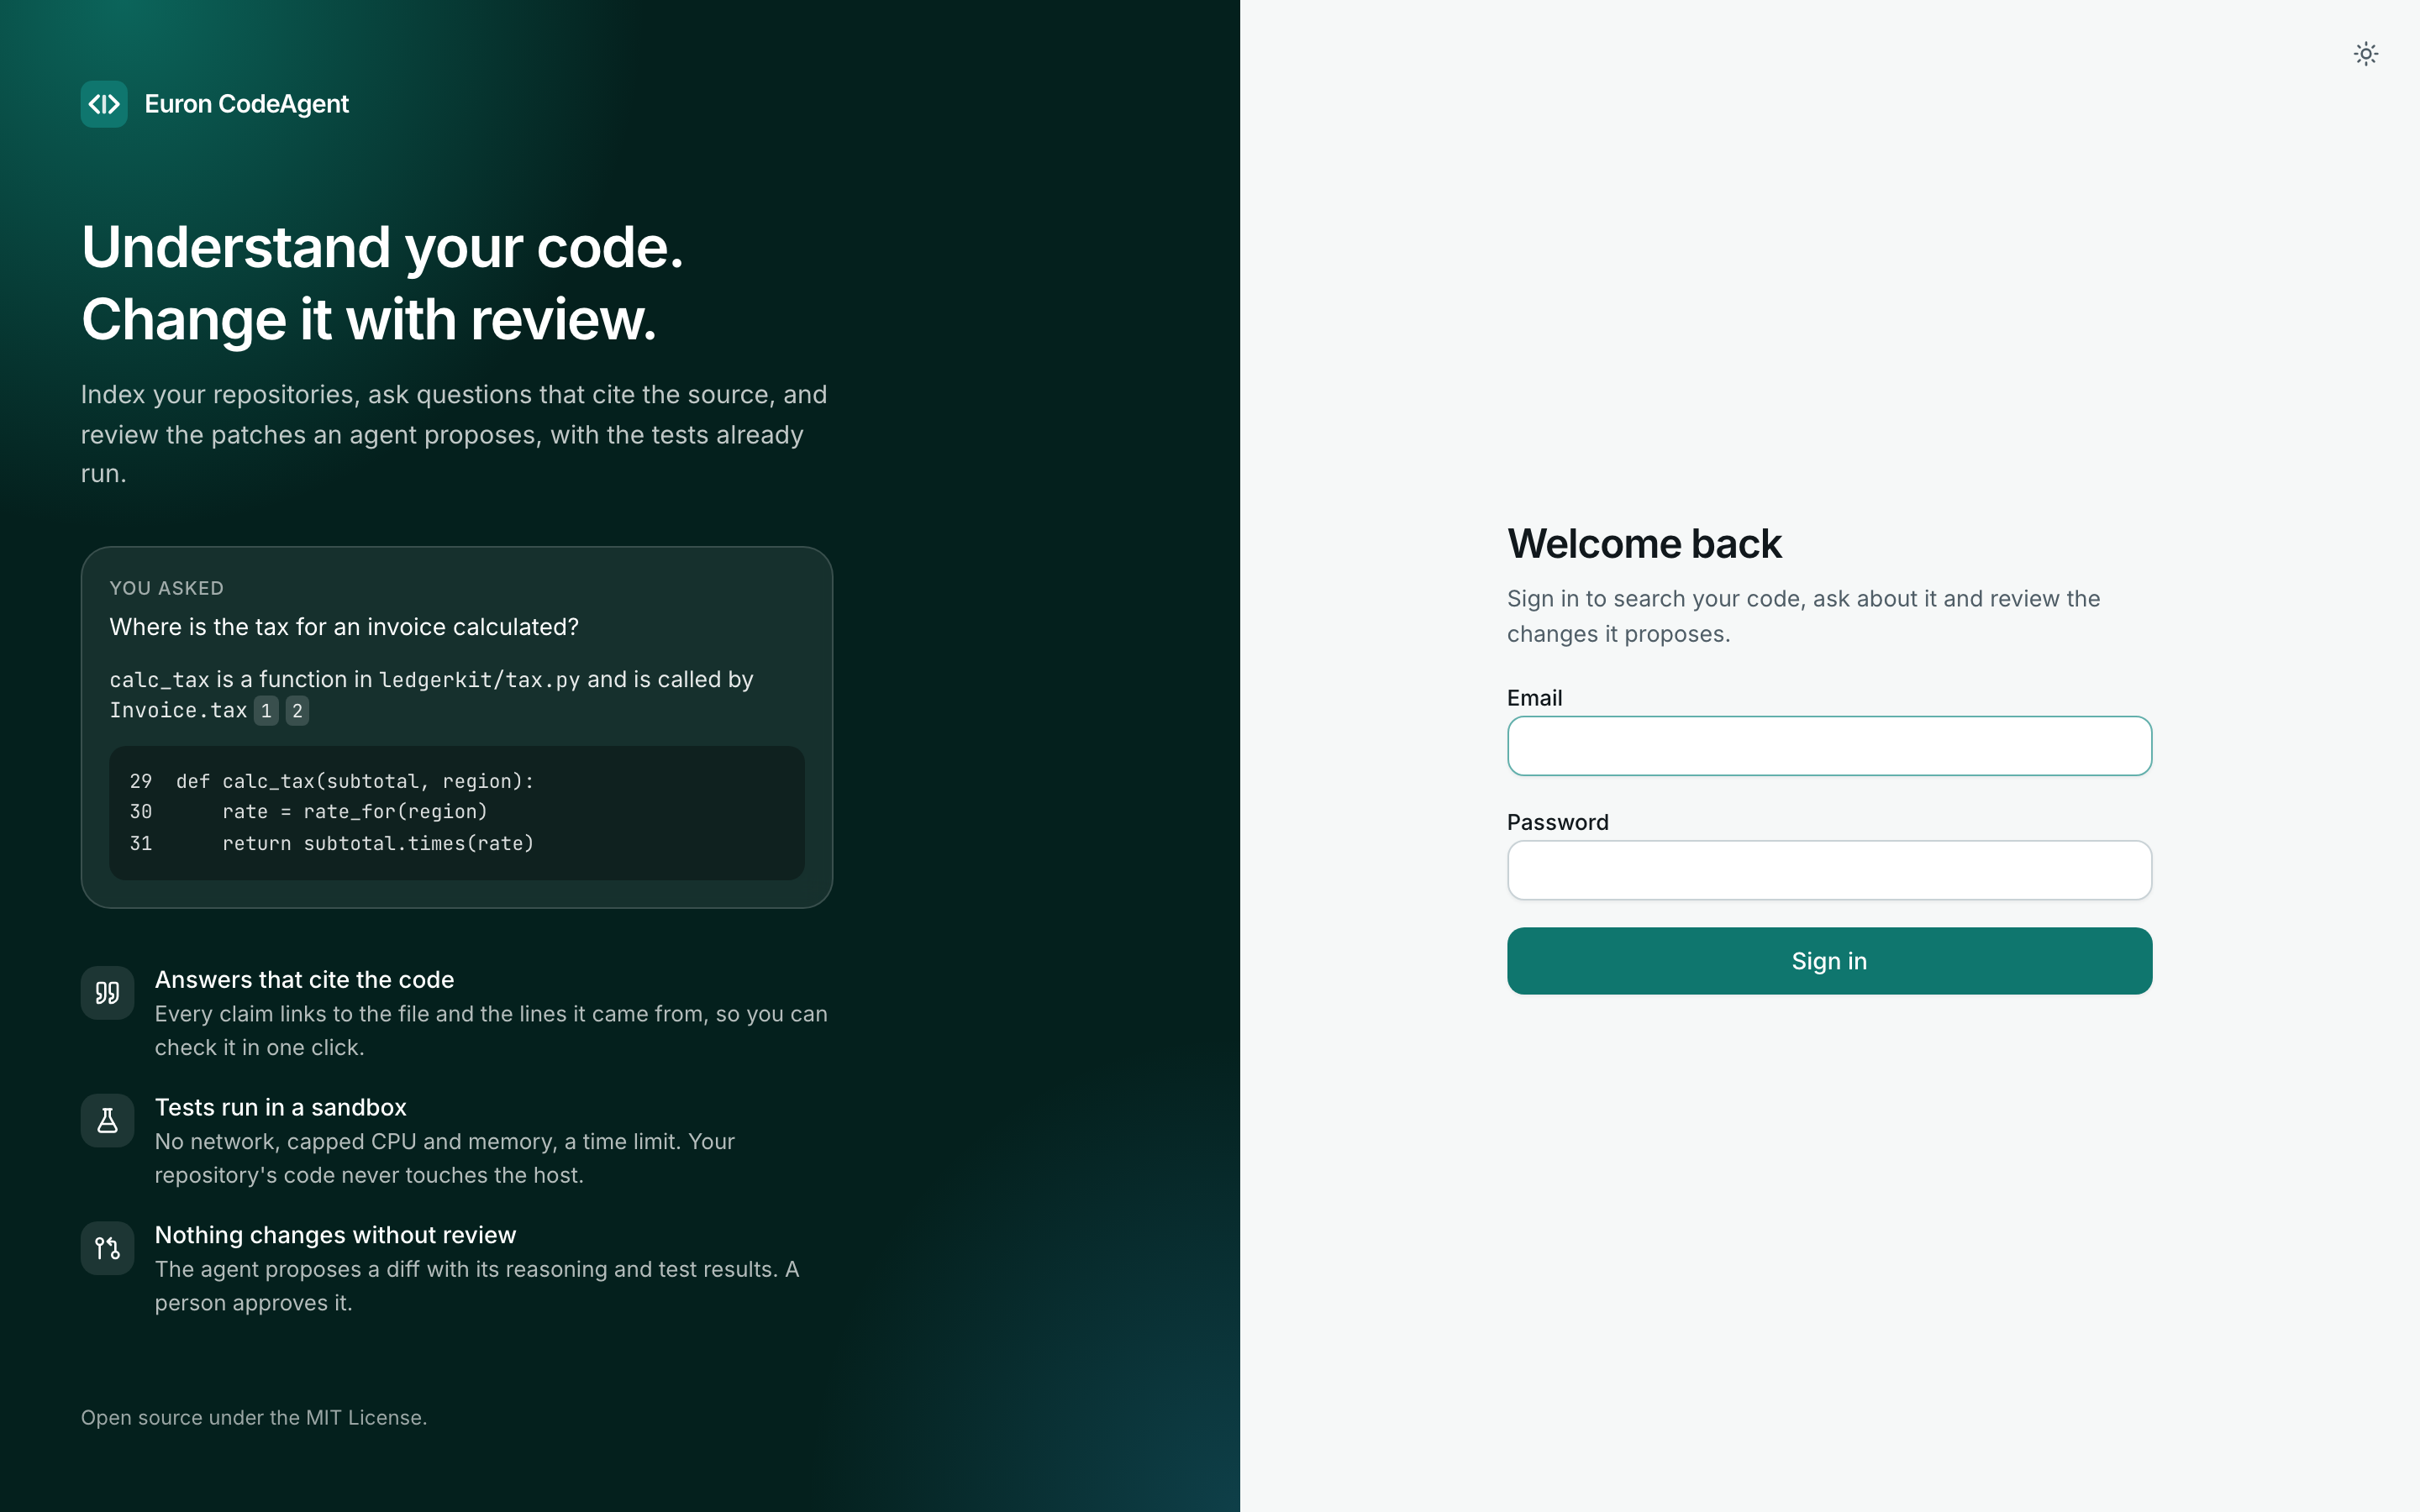 Euron CodeAgent
Understand your code.
Change it with review.
Index your repositories, ask questions that cite the source, and
review the patches an agent proposes, with the tests already
run.
YOU ASKED
Where is the tax for an invoice calculated?
calc_tax is a function in ledgerkit/tax.py and is called by
Invoice.tax 1 2
29  def calc_tax(subtotal, region):
30      rate = rate_for(region)
31      return subtotal.times(rate)
Answers that cite the code
Every claim links to the file and the lines it came from, so you can
check it in one click.
Tests run in a sandbox
No network, capped CPU and memory, a time limit. Your
repository's code never touches the host.
Nothing changes without review
The agent proposes a diff with its reasoning and test results. A
person approves it.
Open source under the MIT License.
Welcome back
Sign in to search your code, ask about it and review the
changes it proposes.
Email
Password
Sign in